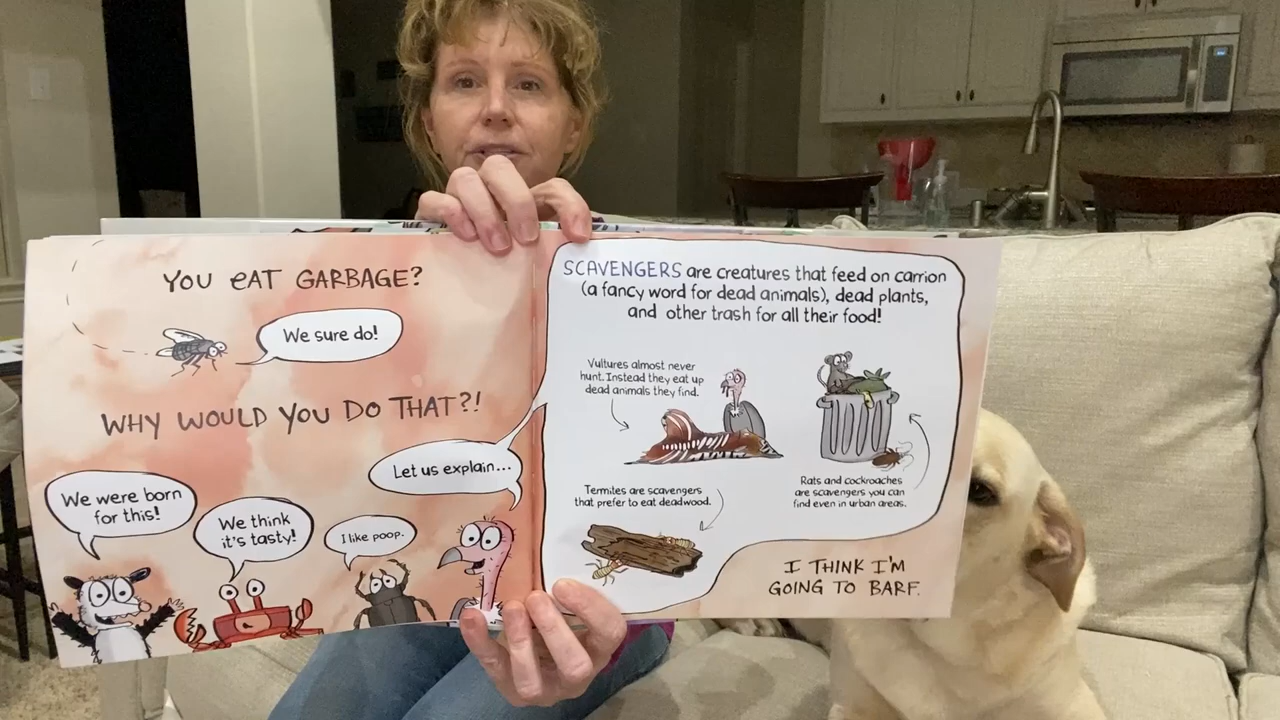 YOU EAT GARBAGE?
We sure do!
WHY WOULD YOU DO THAT?!
Let us explain...
We were born
for this!
We think
it's tasty!
I like poop.
SCAVENGERS are creatures that feed on carrion
(a fancy word for dead animals), dead plants,
and other trash for all their food!
Vultures almost never
hunt. Instead they eat up
dead animals they find.
Termites are scavengers
that prefer to eat deadwood.
Rats and cockroaches
are scavengers you can
find even in urban areas.
I THINK I'M
GOING TO BARF.